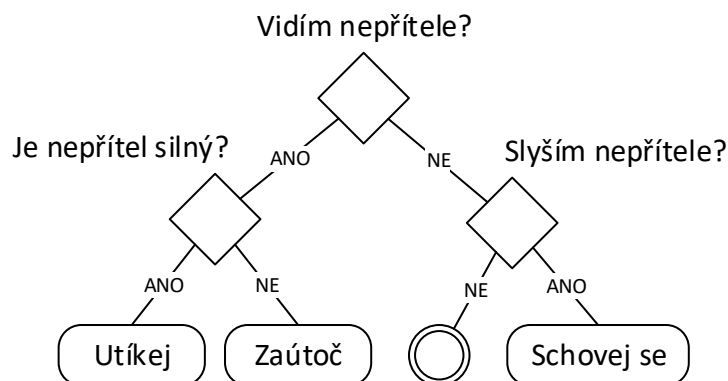 Vidím nepřítele?
Je nepřítel silný?
ANO
NE
Slyším nepřítele?
ANO
NE
NE
ANO
Utíkej
Zaútoč
Schovej se